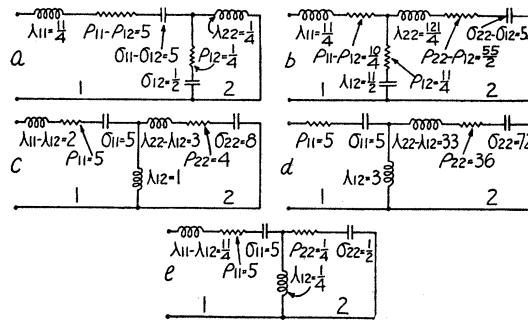 λ11=11/4
ρ11-ρ12=5
λ22=1/4
σ11-σ12=5
ρ12=1/4
σ12=1/2
a
1
2
λ11=11/4
λ22=121/4
σ22-σ12=55
ρ11-ρ12=10/4
ρ22-ρ12=55/2
λ12=11/2
ρ12=11/4
b
1
2
λ11-λ12=2
σ11=5
λ22-λ12=3
σ22=8
ρ11=5
ρ22=4
λ12=1
c
1
2
ρ11=5
σ11=5
λ22-λ12=33
σ22=72
ρ22=36
λ12=3
d
1
2
λ11-λ12=11/4
σ11=5
ρ22=1/4
σ22=1/2
ρ11=5
λ12=1/4
e
1
2